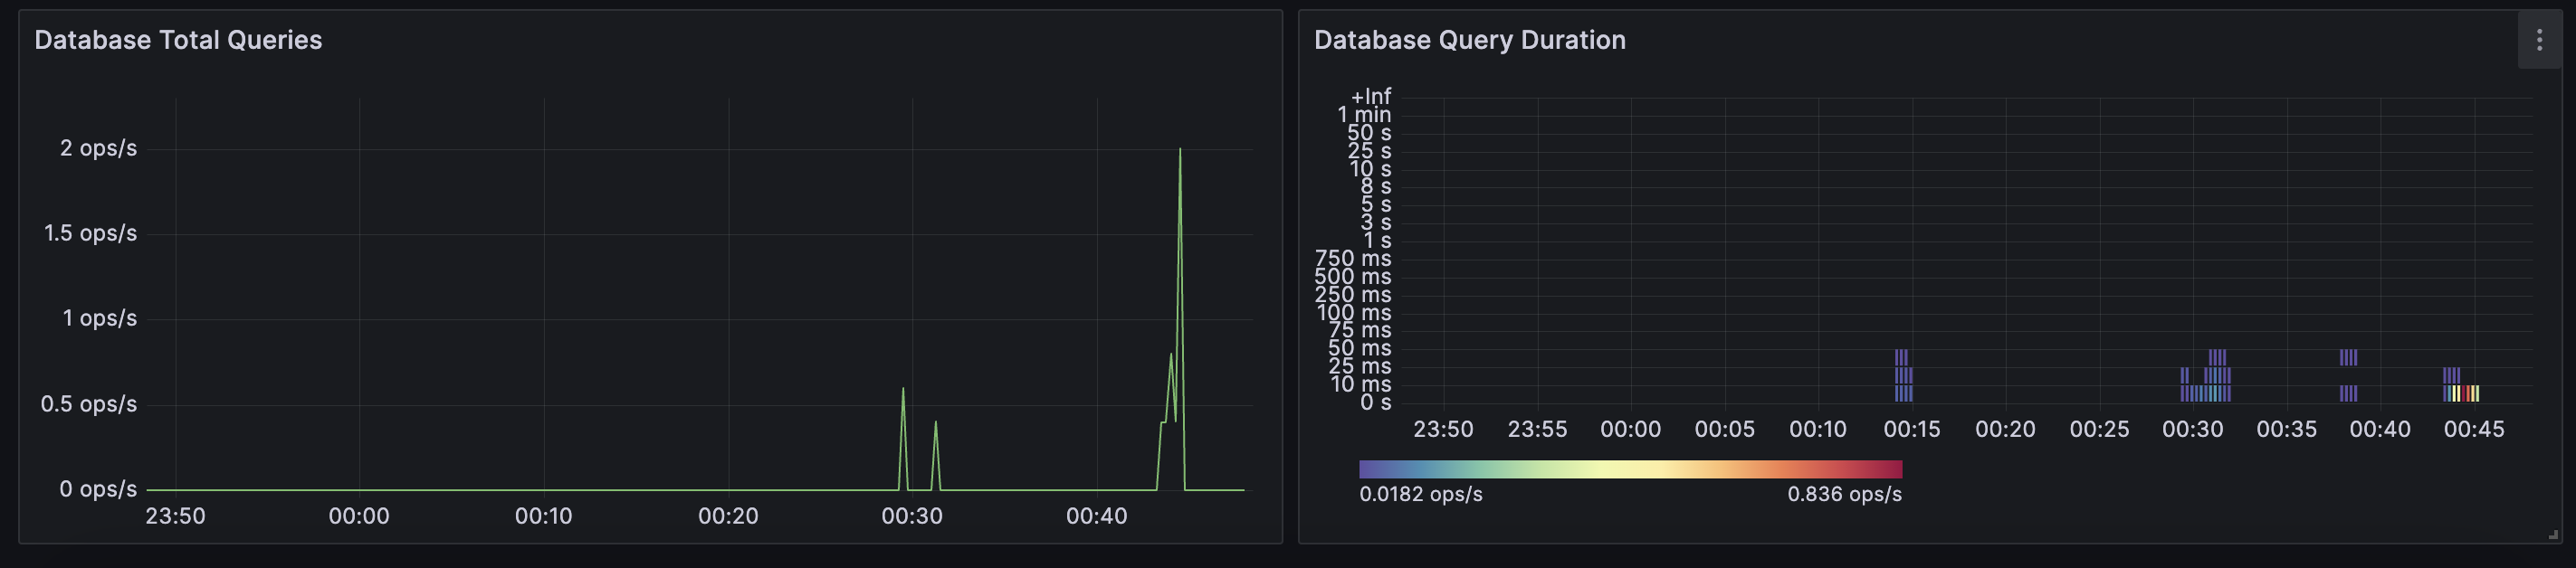 Database Total Queries
2 ops/s
1.5 ops/s
1 ops/s
0.5 ops/s
0 ops/s
23:50 00:00 00:10 00:20 00:30 00:40
Database Query Duration
+Inf
1 min
50 s
25 s
10 s
8 s
5 s
3 s
1 s
750 ms
500 ms
250 ms
100 ms
75 ms
50 ms
25 ms
10 ms
0 s
23:50 23:55 00:00 00:05 00:10 00:15 00:20 00:25 00:30 00:35 00:40 00:45
0.0182 ops/s 0.836 ops/s